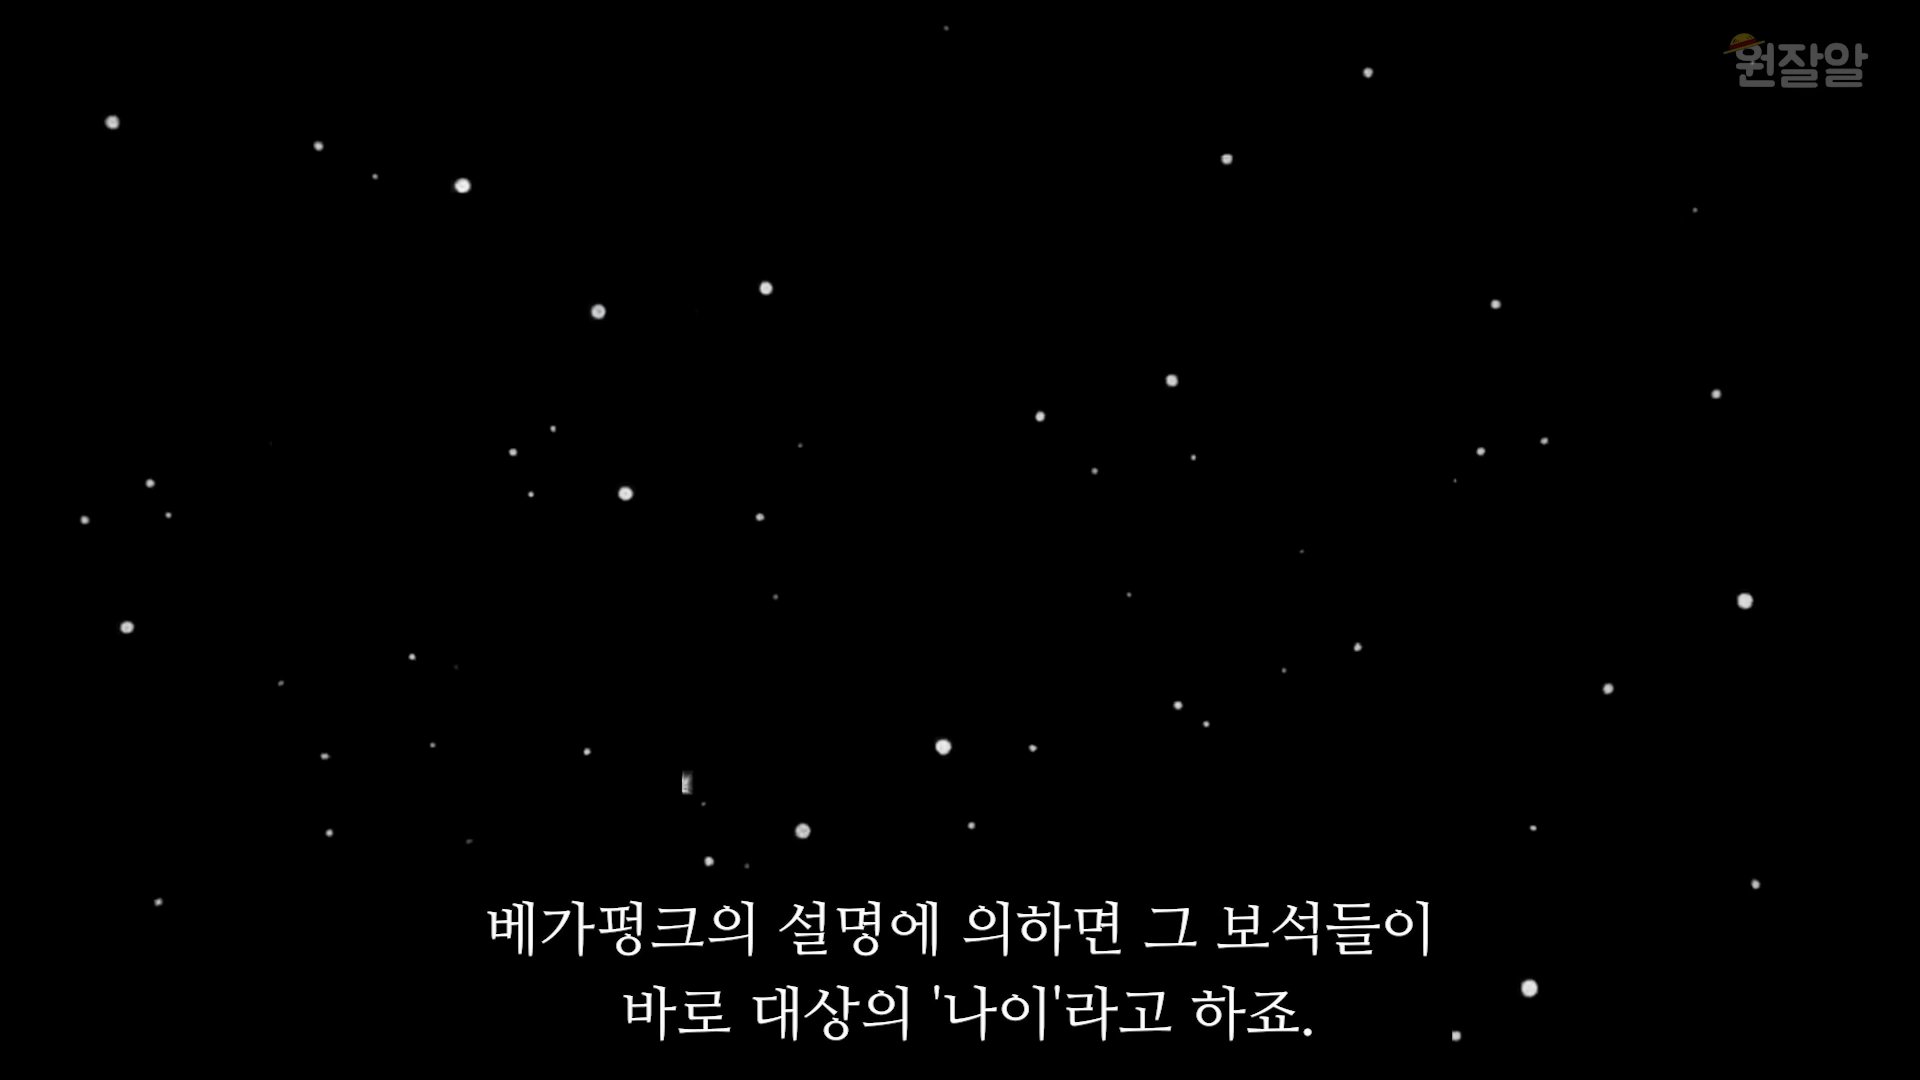 원잘알
베가펑크의 설명에 의하면 그 보석들이
바로 대상의 '나이'라고 하죠.